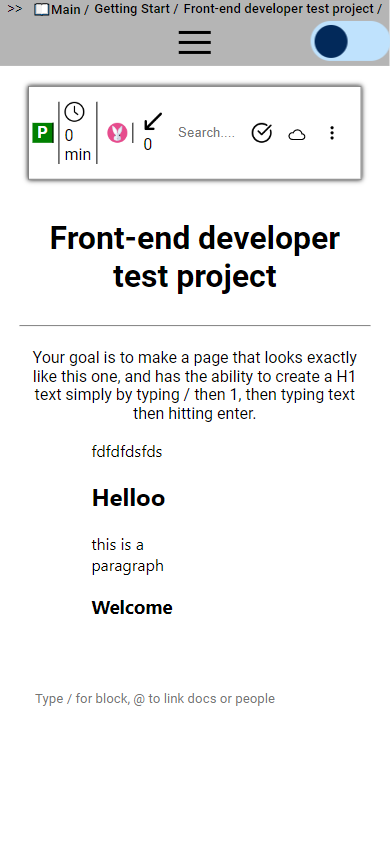 >> Main / Getting Start / Front-end developer test project /
P
0
min
0
Search....
Front-end developer
test project
Your goal is to make a page that looks exactly
like this one, and has the ability to create a H1
text simply by typing / then 1, then typing text
then hitting enter.
fdfdfdsfds
Helloo
this is a
paragraph
Welcome
Type / for block, @ to link docs or people